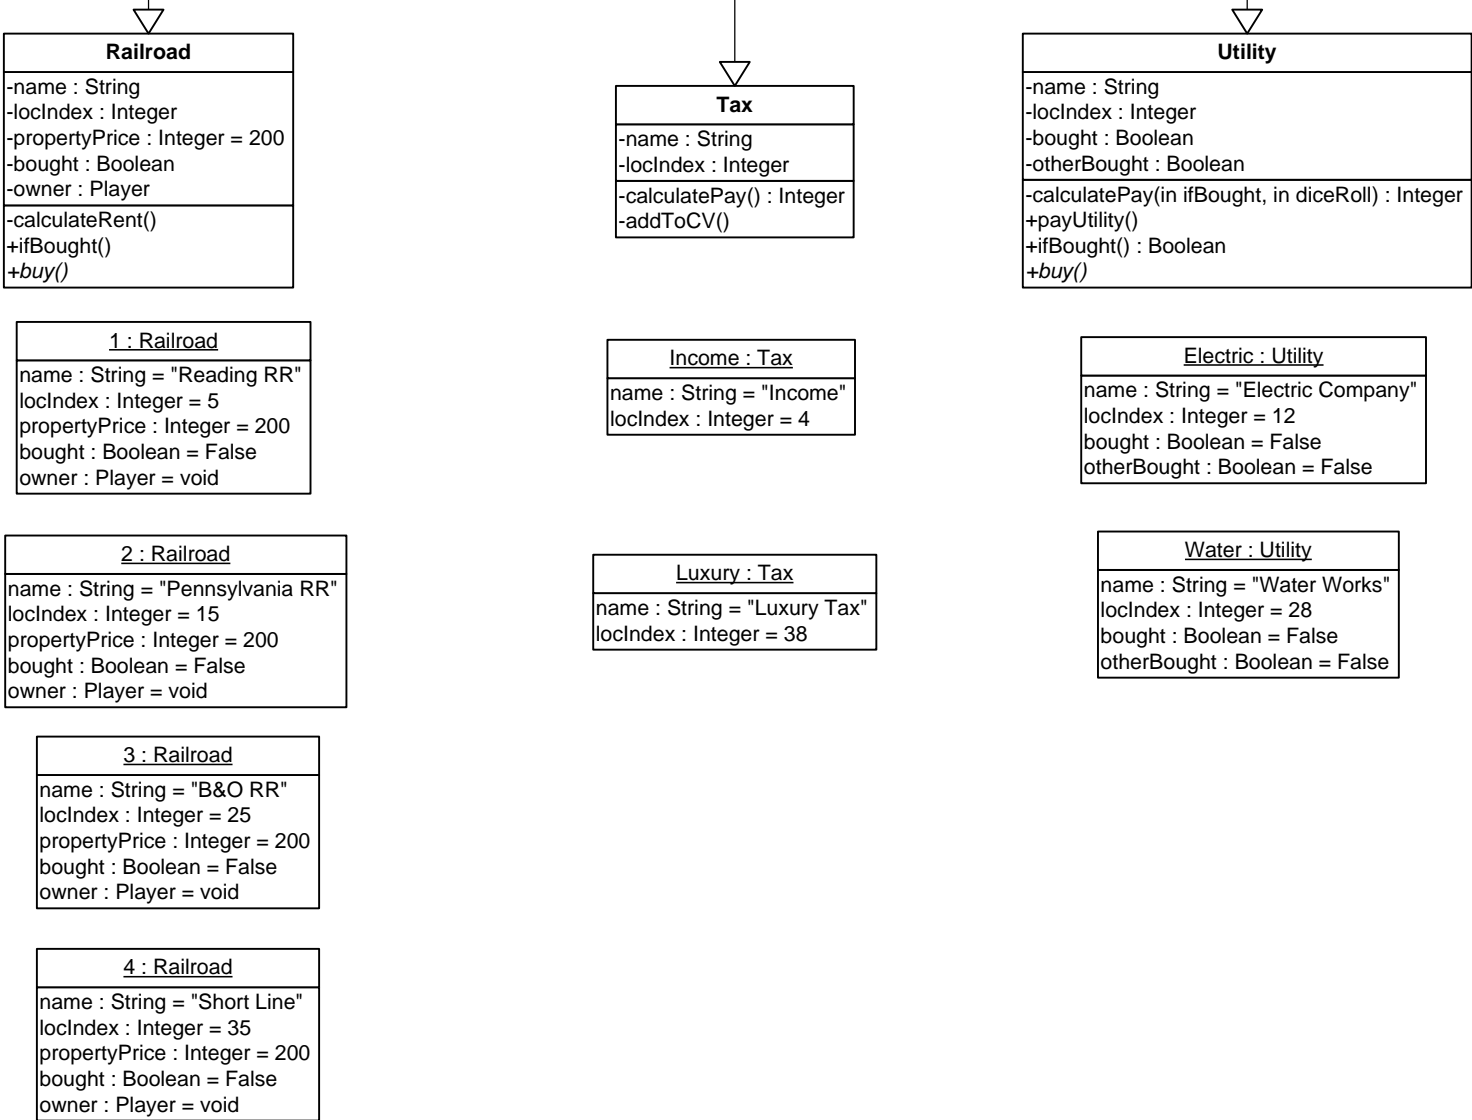 Railroad
-name : String
-locIndex : Integer
-propertyPrice : Integer = 200
-bought : Boolean
-owner : Player
-calculateRent()
+ifBought()
+buy()
Tax
-name : String
-locIndex : Integer
-calculatePay() : Integer
-addToCV()
Utility
-name : String
-locIndex : Integer
-bought : Boolean
-otherBought : Boolean
-calculatePay(in ifBought, in diceRoll) : Integer
+payUtility()
+ifBought() : Boolean
+buy()
1 : Railroad
name : String = "Reading RR"
locIndex : Integer = 5
propertyPrice : Integer = 200
bought : Boolean = False
owner : Player = void
Income : Tax
name : String = "Income"
locIndex : Integer = 4
Electric : Utility
name : String = "Electric Company"
locIndex : Integer = 12
bought : Boolean = False
otherBought : Boolean = False
2 : Railroad
name : String = "Pennsylvania RR"
locIndex : Integer = 15
propertyPrice : Integer = 200
bought : Boolean = False
owner : Player = void
Luxury : Tax
name : String = "Luxury Tax"
locIndex : Integer = 38
Water : Utility
name : String = "Water Works"
locIndex : Integer = 28
bought : Boolean = False
otherBought : Boolean = False
3 : Railroad
name : String = "B&O RR"
locIndex : Integer = 25
propertyPrice : Integer = 200
bought : Boolean = False
owner : Player = void
4 : Railroad
name : String = "Short Line"
locIndex : Integer = 35
propertyPrice : Integer = 200
bought : Boolean = False
owner : Player = void